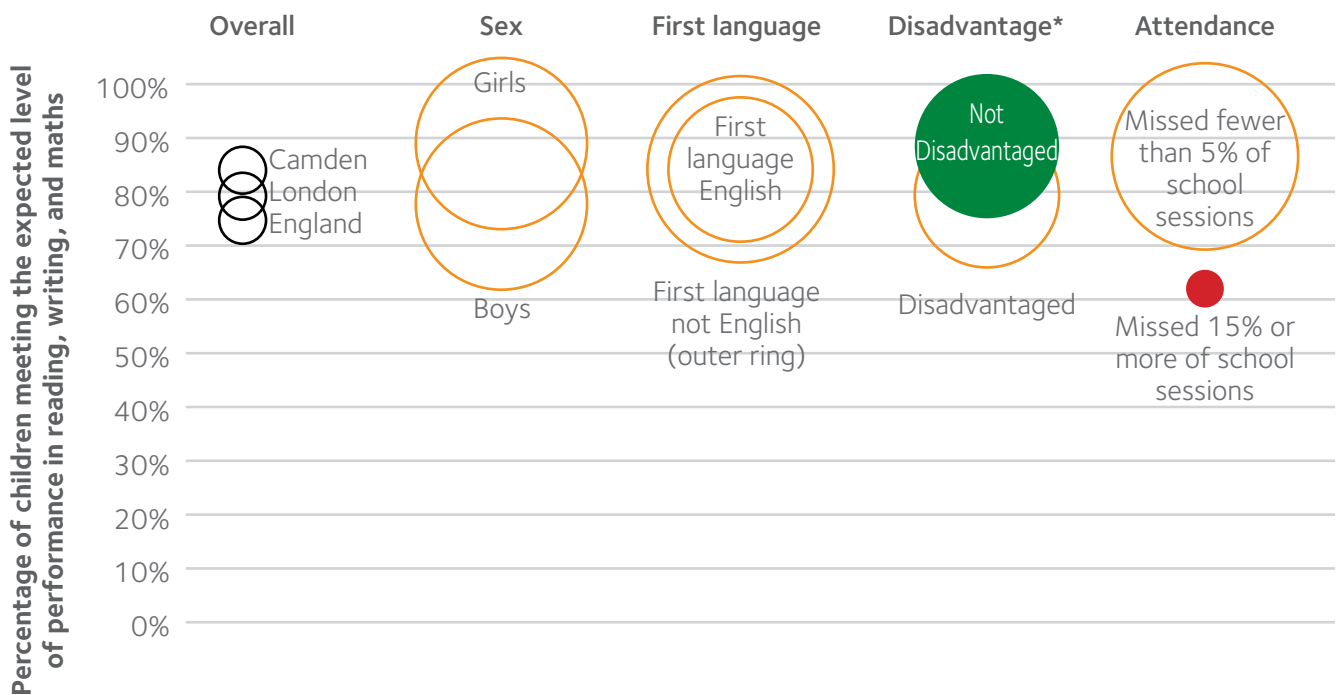 Percentage of children meeting the expected level
of performance in reading, writing, and maths
Overall
Sex
First language
Disadvantage*
Attendance
100%
90%
80%
70%
60%
50%
40%
30%
20%
10%
0%
Camden
London
England
Girls
Boys
First
language
English
First language
not English
(outer ring)
Not
Disadvantaged
Disadvantaged
Missed fewer
than 5% of
school
sessions
Missed 15% or
more of school
sessions